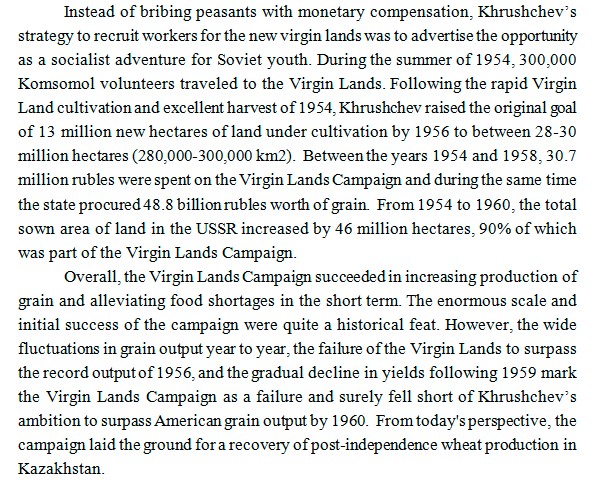 Instead of bribing peasants with monetary compensation, Khrushchev's
strategy to recruit workers for the new virgin lands was to advertise the opportunity
as a socialist adventure for Soviet youth. During the summer of 1954, 300,000
Komsomol volunteers traveled to the Virgin Lands. Following the rapid Virgin
Land cultivation and excellent harvest of 1954, Khrushchev raised the original goal
of 13 million new hectares of land under cultivation by 1956 to between 28-30
million hectares (280,000-300,000 km2). Between the years 1954 and 1958, 30.7
million rubles were spent on the Virgin Lands Campaign and during the same time
the state procured 48.8 billion rubles worth of grain. From 1954 to 1960, the total
sown area of land in the USSR increased by 46 million hectares, 90% of which
was part of the Virgin Lands Campaign.
Overall, the Virgin Lands Campaign succeeded in increasing production of
grain and alleviating food shortages in the short term. The enormous scale and
initial success of the campaign were quite a historical feat. However, the wide
fluctuations in grain output year to year, the failure of the Virgin Lands to surpass
the record output of 1956, and the gradual decline in yields following 1959 mark
the Virgin Lands Campaign as a failure and surely fell short of Khrushchev's
ambition to surpass American grain output by 1960. From today's perspective, the
campaign laid the ground for a recovery of post-independence wheat production in
Kazakhstan.